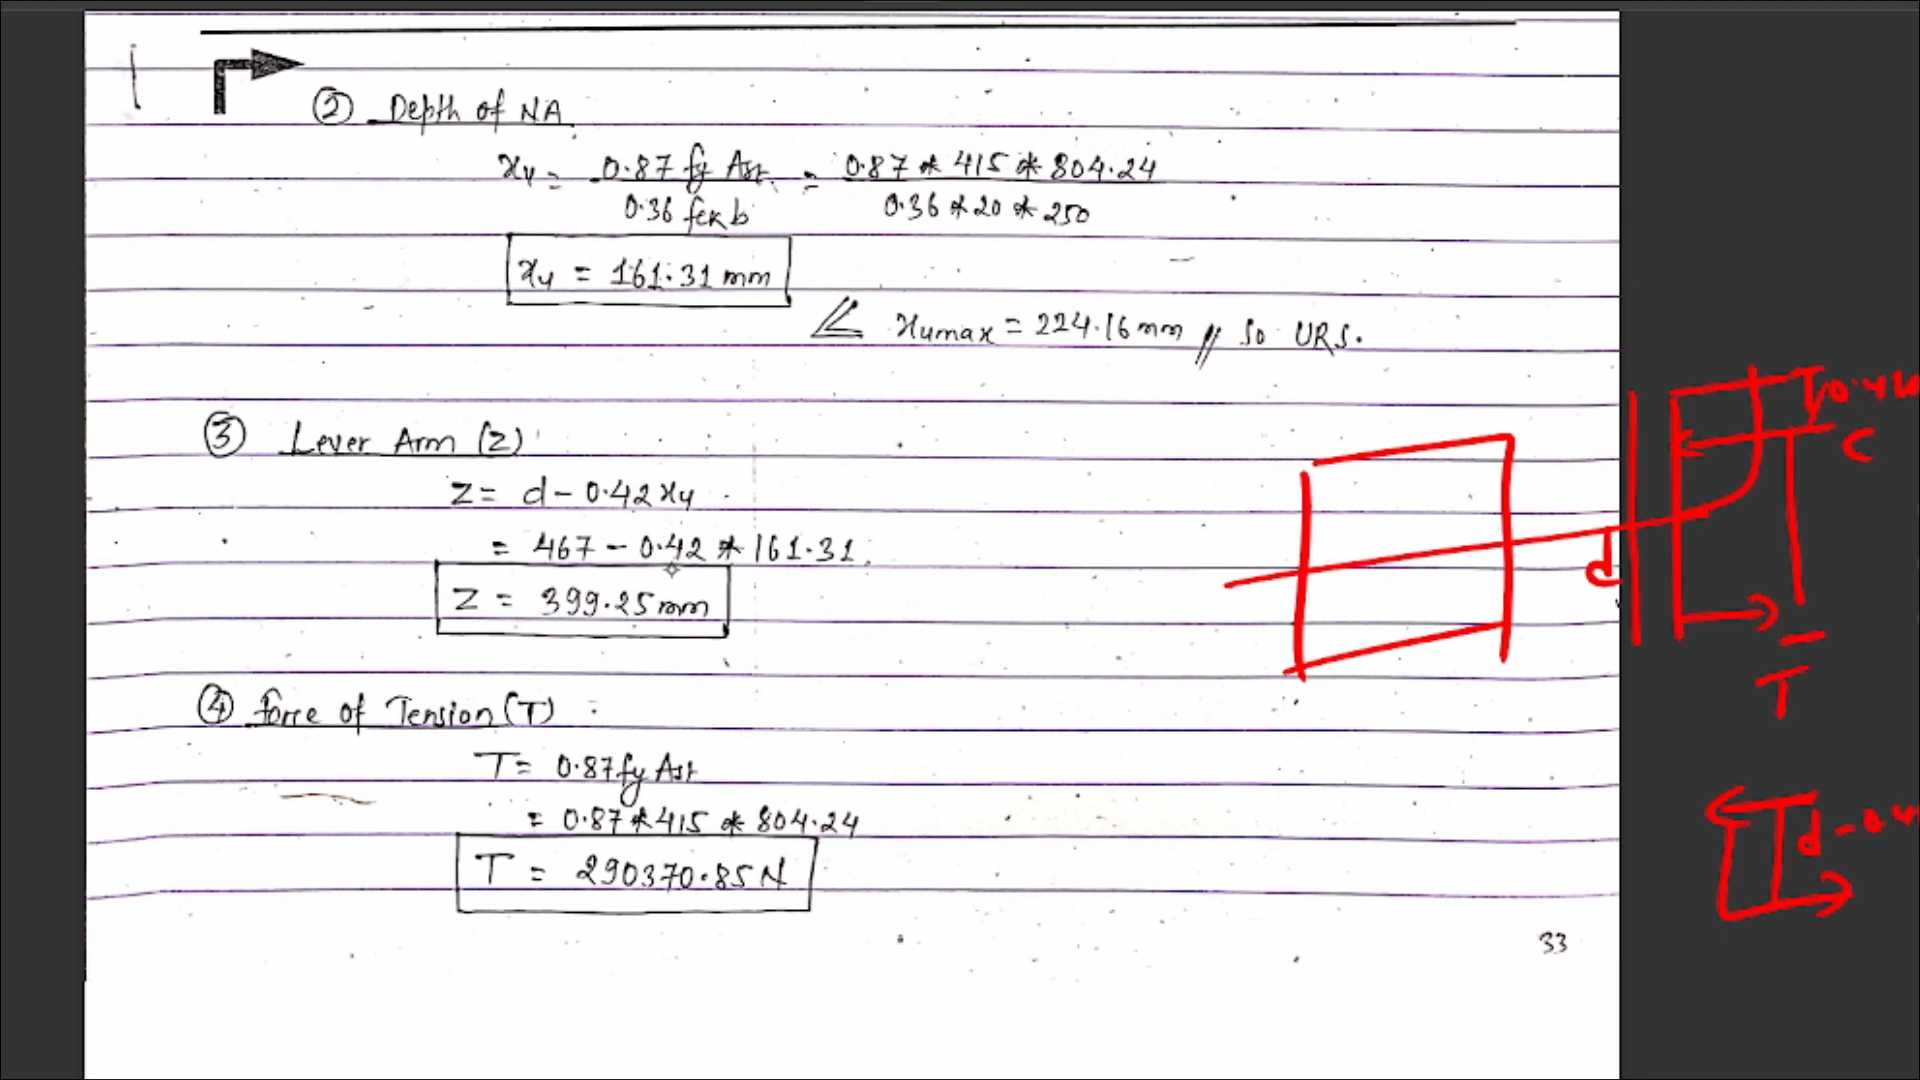 ② Depth of NA
xu = 0.87 fy Ast / 0.36 fck b = 0.87 * 415 * 804.24 / 0.36 * 20 * 250
xu = 161.31 mm
∠ xumax = 224.16 mm // So URS.
③ Lever Arm (Z)
Z = d - 0.42 xu
= 467 - 0.42 * 161.31
Z = 399.25 mm
④ Force of Tension (T) :
T = 0.87 fy Ast
= 0.87 * 415 * 804.24
T = 290370.85 N
33
C
d
T